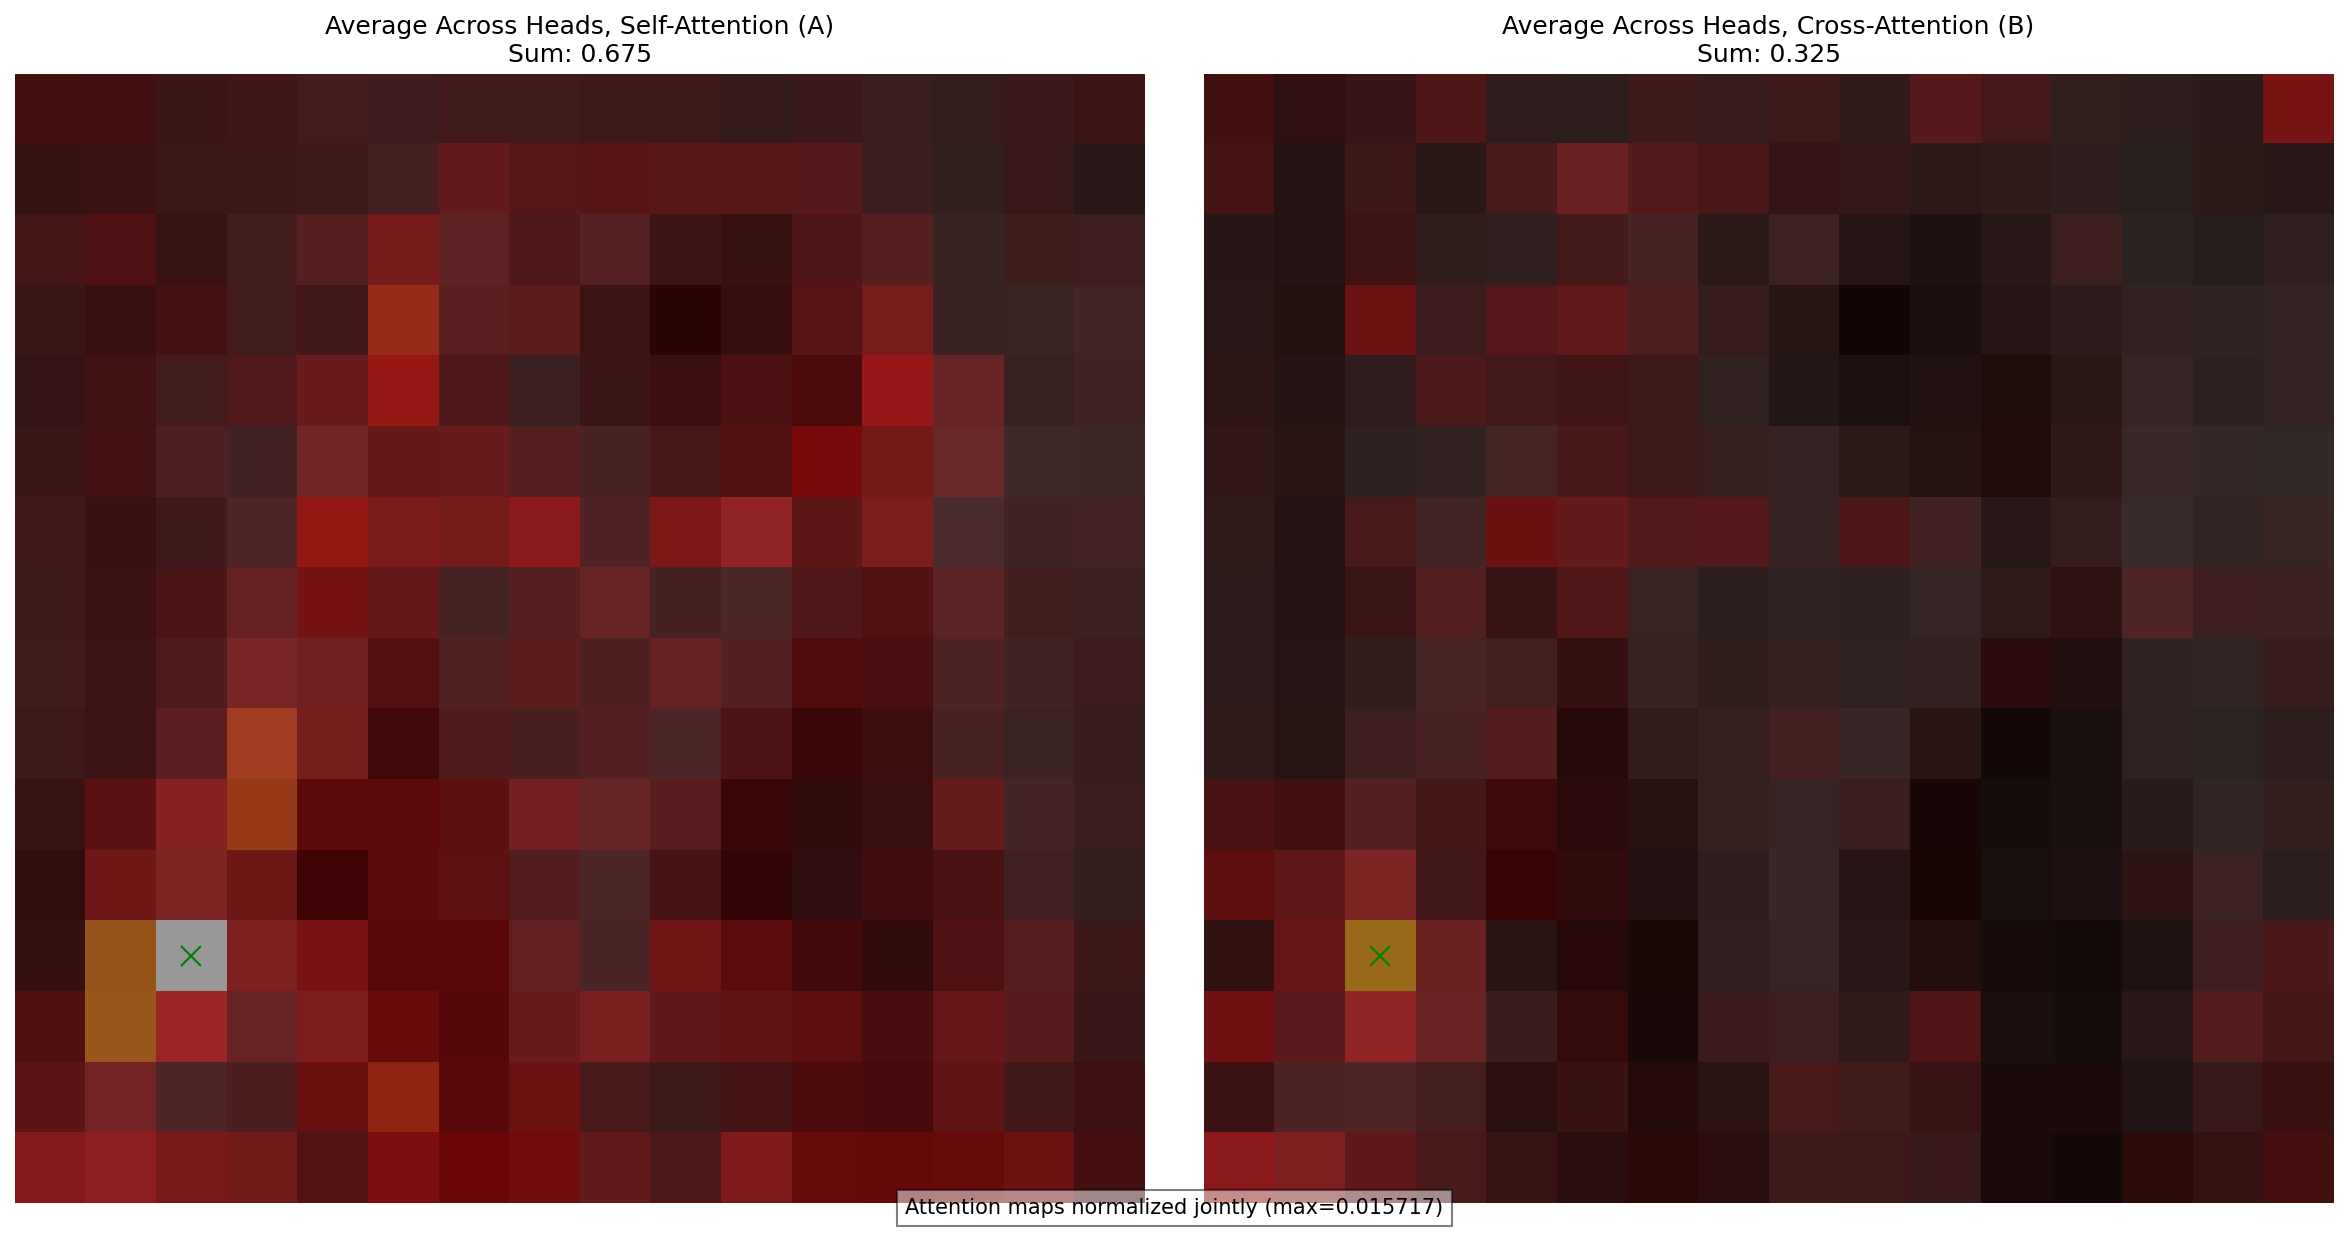 Average Across Heads, Self-Attention (A)
Sum: 0.675
Average Across Heads, Cross-Attention (B)
Sum: 0.325
Attention maps normalized jointly (max=0.015717)